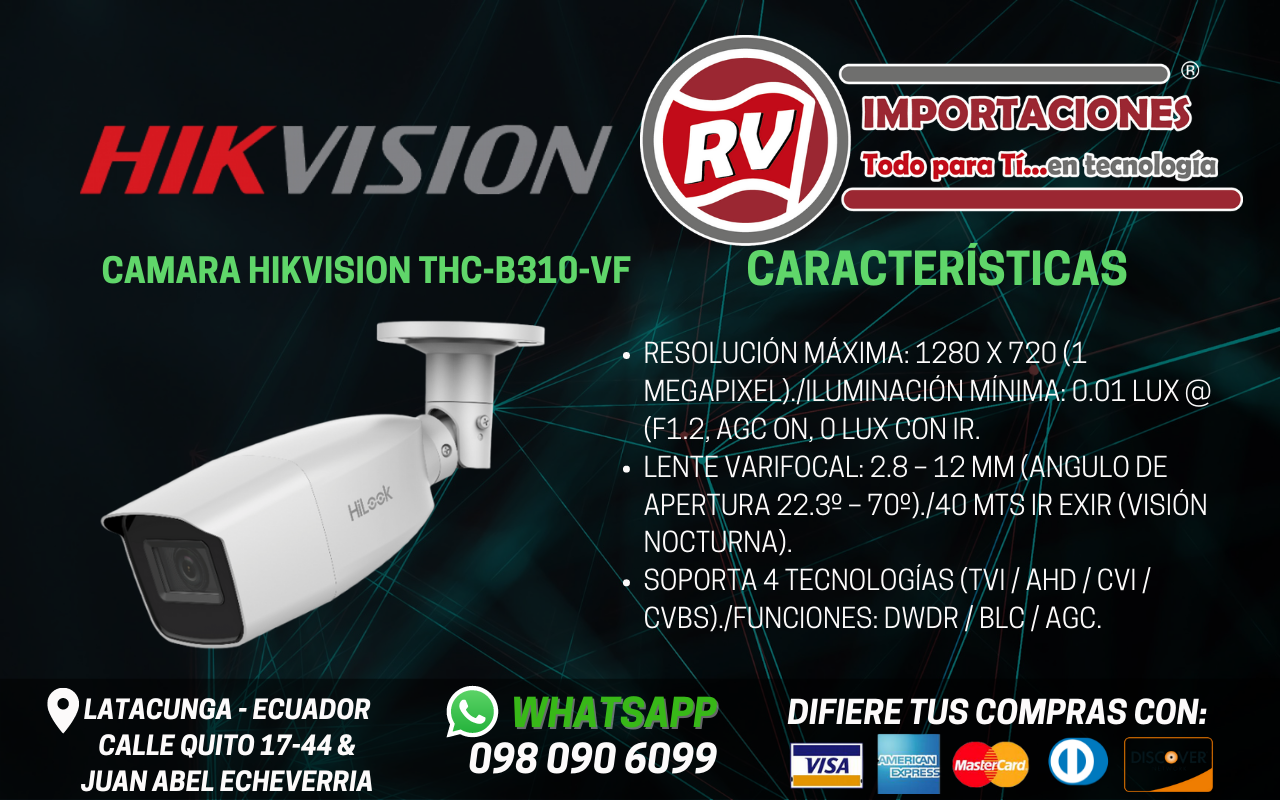 HIKVISION
RV
IMPORTACIONES
®
Todo para Tí...en tecnología
CAMARA HIKVISION THC-B310-VF
HiLook
CARACTERÍSTICAS
• RESOLUCIÓN MÁXIMA: 1280 X 720 (1
MEGAPIXEL)./ILUMINACIÓN MÍNIMA: 0.01 LUX @
(F1.2, AGC ON, 0 LUX CON IR.
• LENTE VARIFOCAL: 2.8 – 12 MM (ANGULO DE
APERTURA 22.3º – 70º)./40 MTS IR EXIR (VISIÓN
NOCTURNA).
• SOPORTA 4 TECNOLOGÍAS (TVI / AHD / CVI /
CVBS)./FUNCIONES: DWDR / BLC / AGC.
LATACUNGA - ECUADOR
CALLE QUITO 17-44 &
JUAN ABEL ECHEVERRIA
WHATSAPP
098 090 6099
DIFIERE TUS COMPRAS CON:
VISA
AMERICAN
EXPRESS
MasterCard
DISCOVER